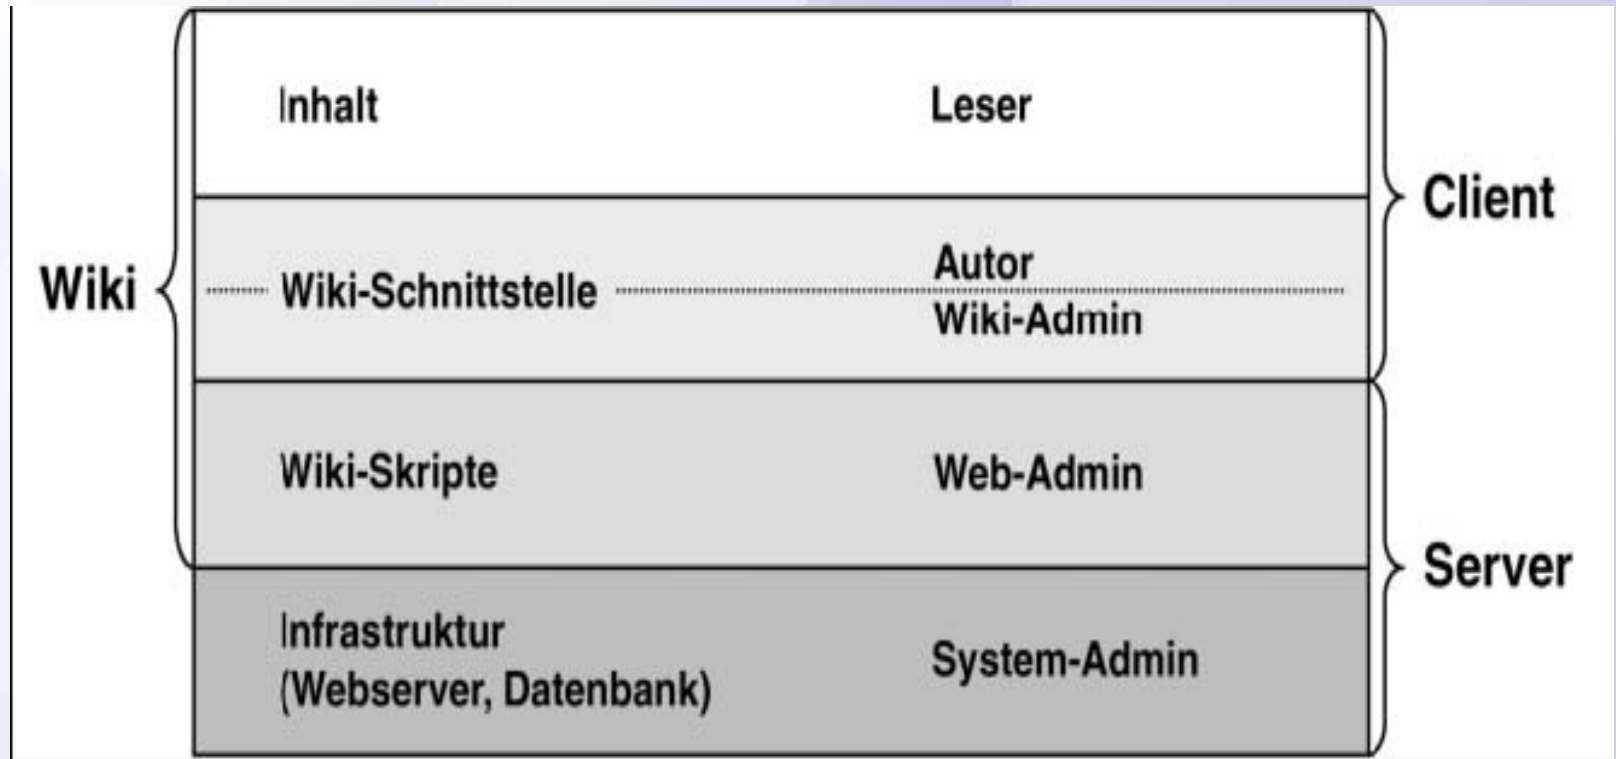 Inhalt
Leser
Client
Wiki
Wiki-Schnittstelle
Autor
Wiki-Admin
Wiki-Skripte
Web-Admin
Server
Infrastruktur
(Webserver, Datenbank)
System-Admin